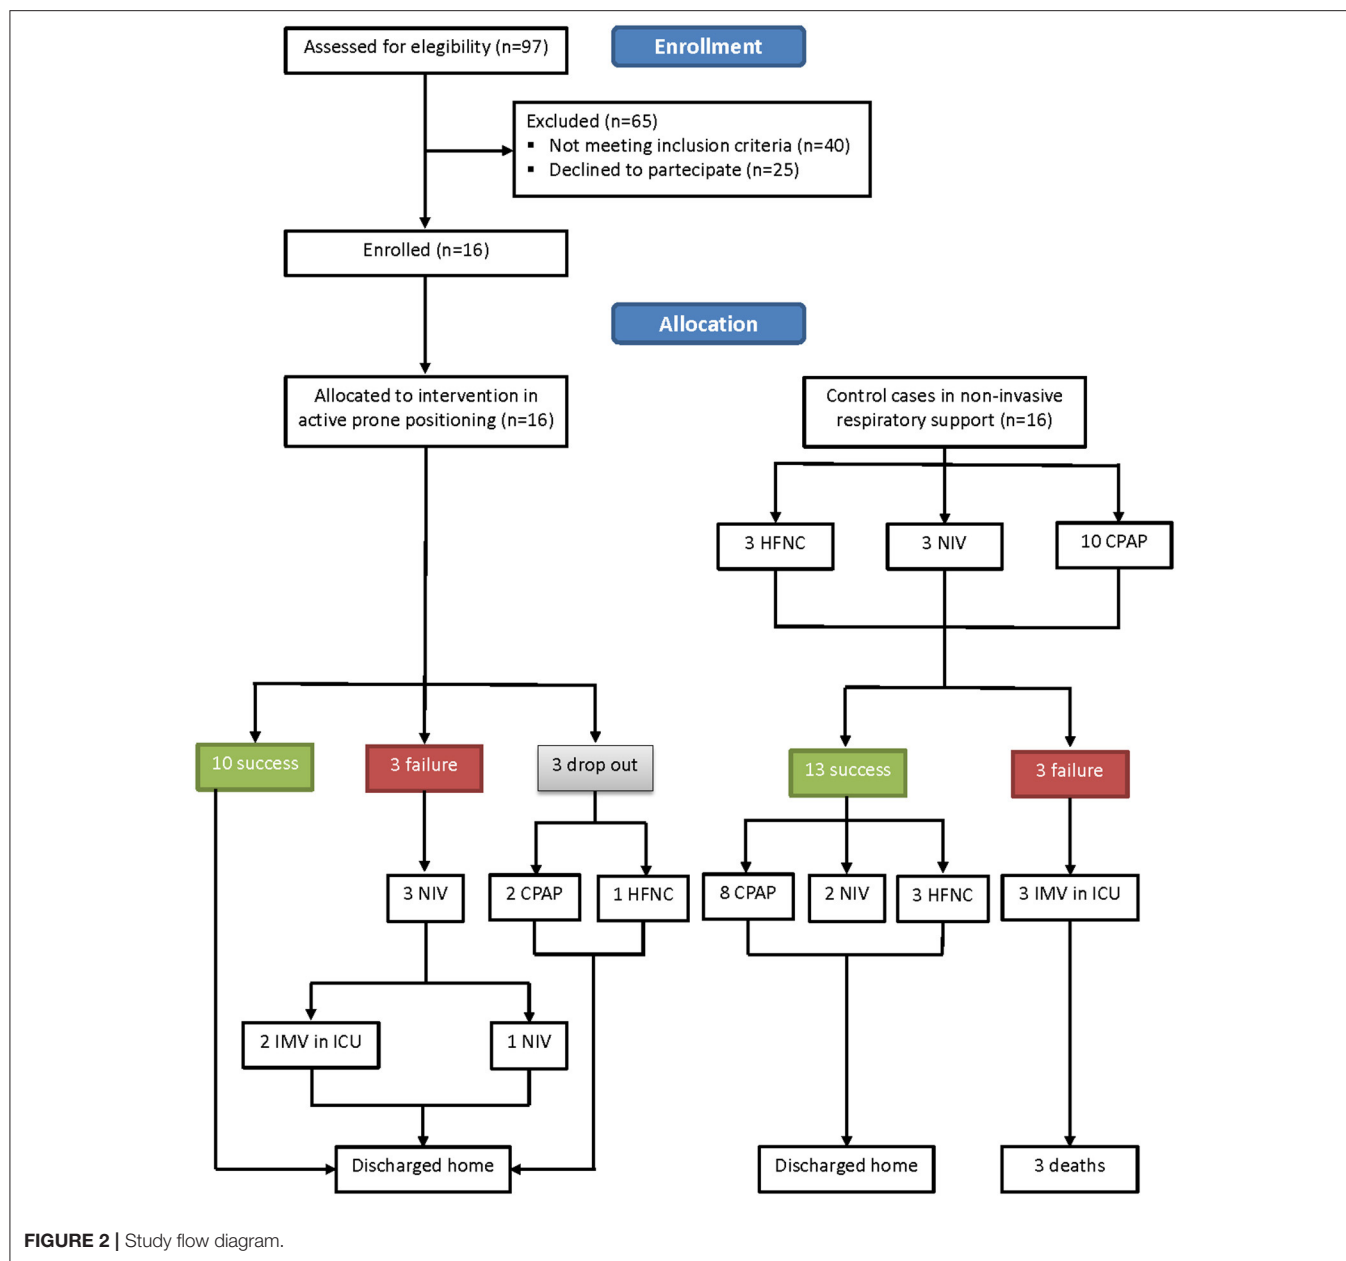 Assessed for elegibility (n=97)
Enrollment
Excluded (n=65)
▪ Not meeting inclusion criteria (n=40)
▪ Declined to partecipate (n=25)
Enrolled (n=16)
Allocation
Allocated to intervention in
active prone positioning (n=16)
Control cases in non-invasive
respiratory support (n=16)
3 HFNC
3 NIV
10 CPAP
10 success
3 failure
3 drop out
13 success
3 failure
3 NIV
2 CPAP
1 HFNC
8 CPAP
2 NIV
3 HFNC
3 IMV in ICU
2 IMV in ICU
1 NIV
Discharged home
Discharged home
3 deaths
FIGURE 2 | Study flow diagram.